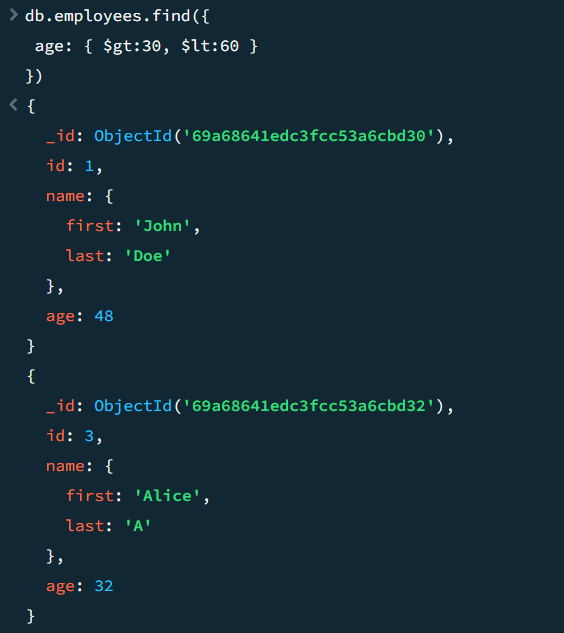 db.employees.find({
 age: { $gt:30, $lt:60 }
})
{
  _id: ObjectId('69a68641edc3fcc53a6cbd30'),
  id: 1,
  name: {
    first: 'John',
    last: 'Doe'
  },
  age: 48
}
{
  _id: ObjectId('69a68641edc3fcc53a6cbd32'),
  id: 3,
  name: {
    first: 'Alice',
    last: 'A'
  },
  age: 32
}